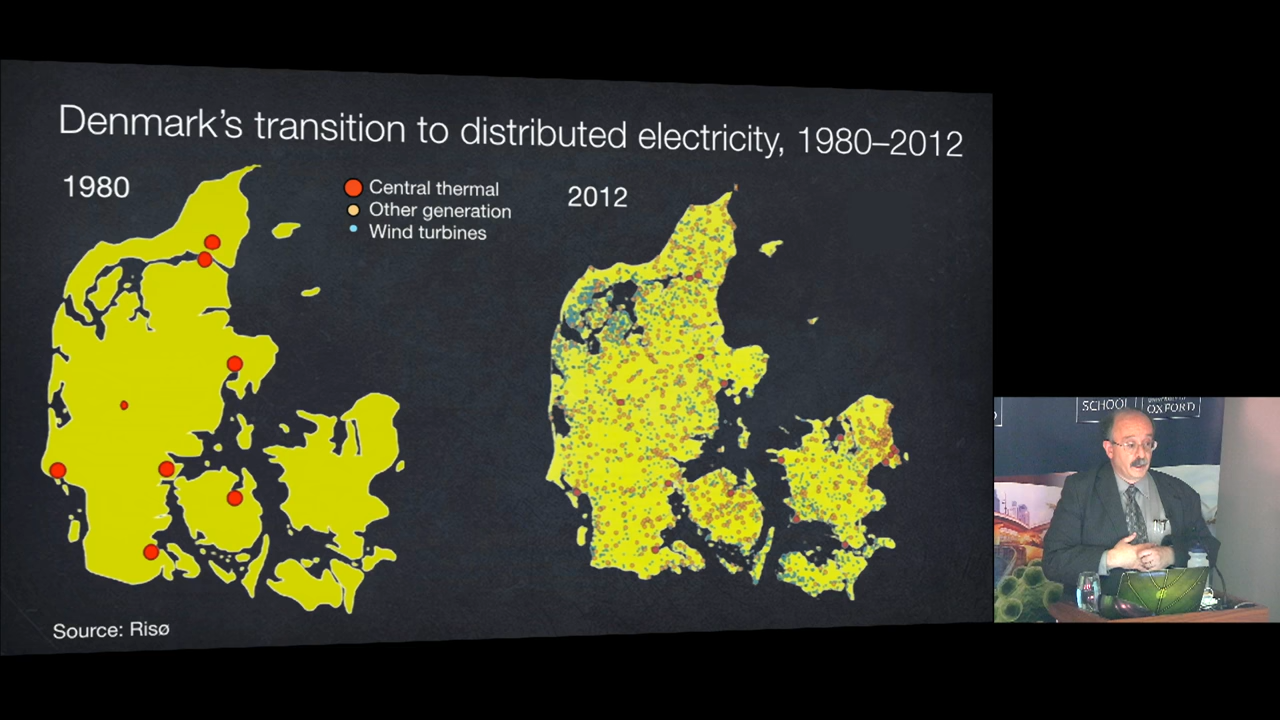 Denmark's transition to distributed electricity, 1980–2012
1980
Central thermal
Other generation
Wind turbines
2012
Source: Risø
SCHOOL
OXFORD